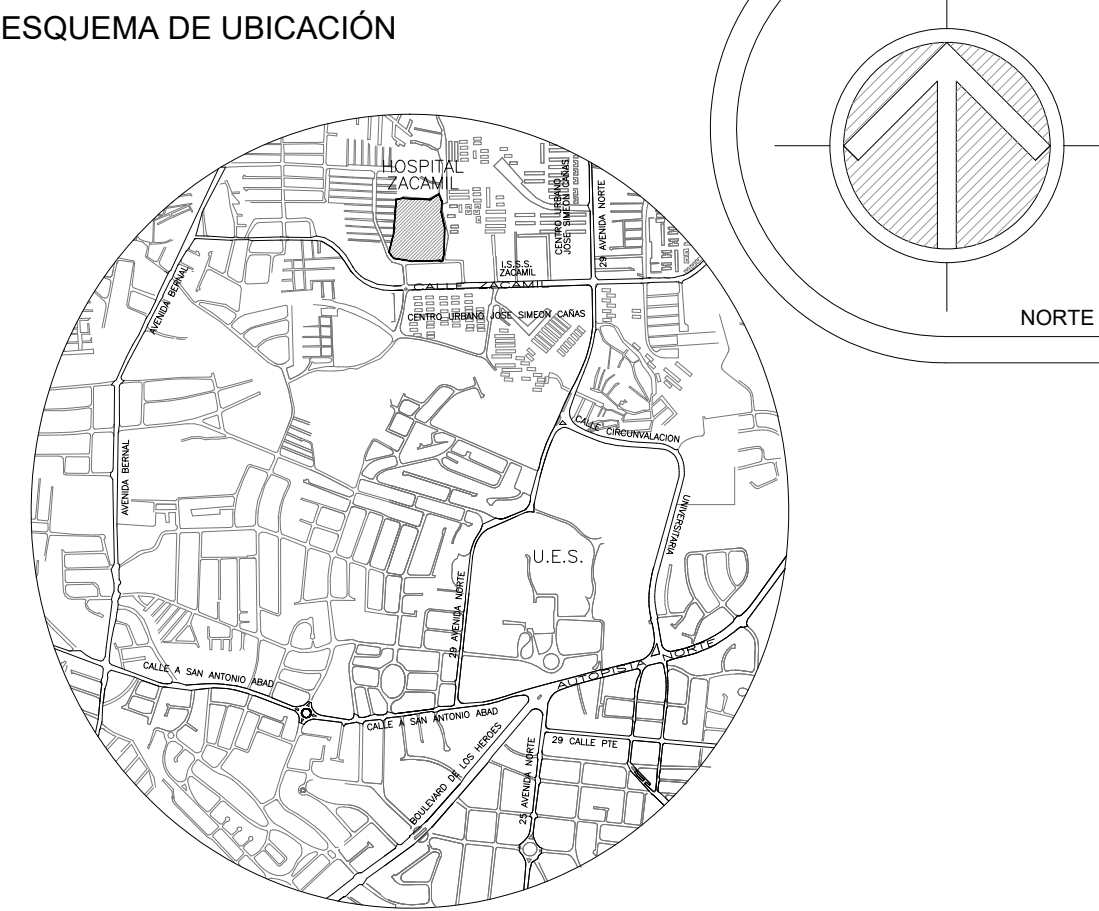 ESQUEMA DE UBICACIÓN
NORTE
HOSPITAL
ZACAMIL
CENTRO URBANO
JOSE SIMEON CAÑAS
29 AVENIDA NORTE
I.S.S.S.
ZACAMIL
CALLE ZACAMIL
CENTRO URBANO JOSE SIMEON CAÑAS
AVENIDA BERNAL
CALLE CIRCUNVALACION
AVENIDA BERNAL
UNIVERSITARIA
U.E.S.
29 AVENIDA NORTE
AUTOPISTA NORTE
CALLE A SAN ANTONIO ABAD
CALLE A SAN ANTONIO ABAD
BOULEVARD DE LOS HEROES
29 CALLE PTE
25 AVENIDA NORTE